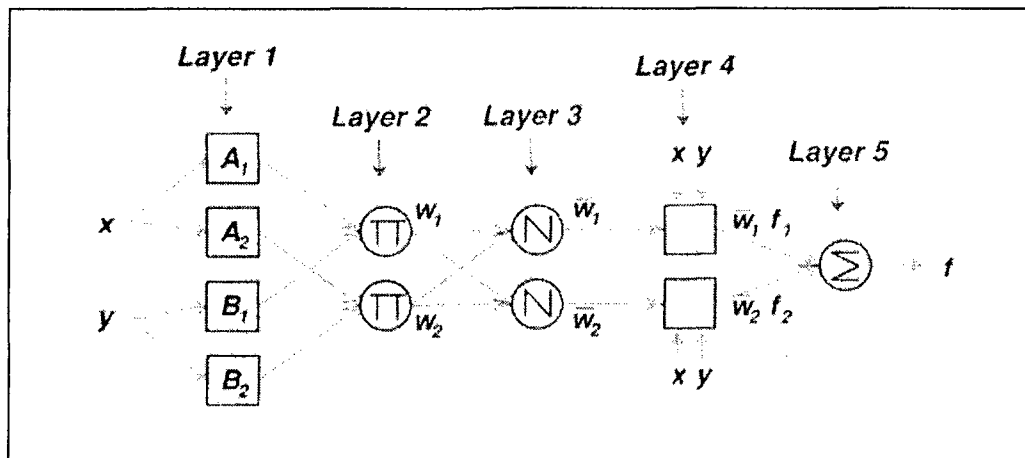 Layer 1
Layer 4
Layer 2
Layer 3
x y
Layer 5
A₁
x
A₂
Π
w₁
N
w̅₁
w̅₁ f₁
Σ
f
y
B₁
Π
w₂
N
w̅₂
w̅₂ f₂
B₂
x y